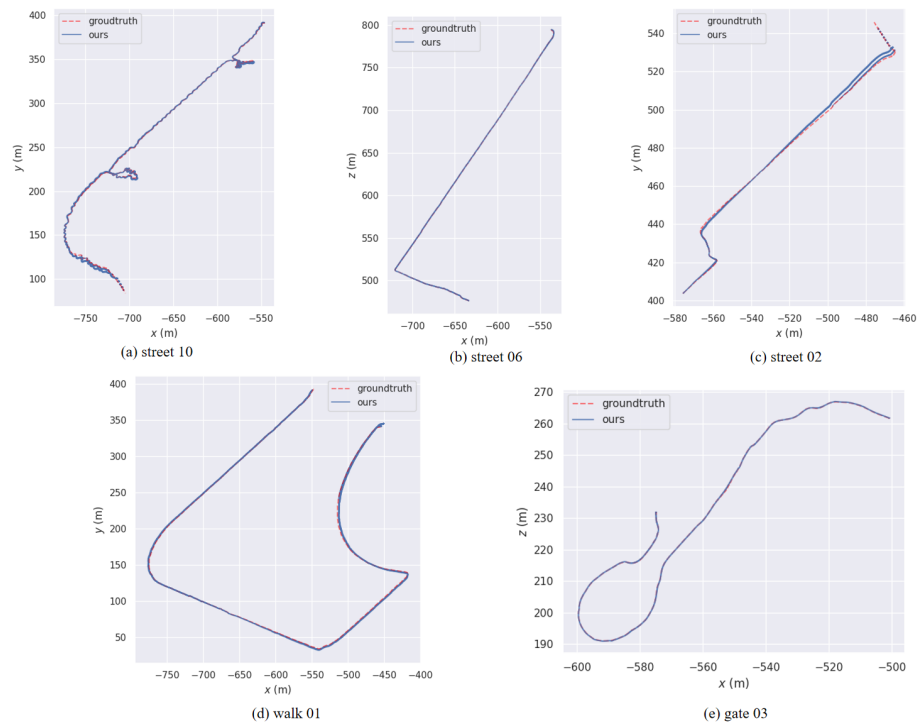 400
350
300
250
200
150
100
y (m)
−750
−700
−650
−600
−550
x (m)
groudtruth
ours
(a) street 10
800
750
700
650
600
550
500
z (m)
−700
−650
−600
−550
x (m)
groundtruth
ours
(b) street 06
540
520
500
480
460
440
420
400
y (m)
−580
−560
−540
−520
−500
−480
−460
x (m)
groundtruth
ours
(c) street 02
400
350
300
250
200
150
100
50
y (m)
−750
−700
−650
−600
−550
−500
−450
−400
x (m)
groundtruth
ours
(d) walk 01
270
260
250
240
230
220
210
200
190
z (m)
−600
−580
−560
−540
−520
−500
x (m)
groundtruth
ours
(e) gate 03